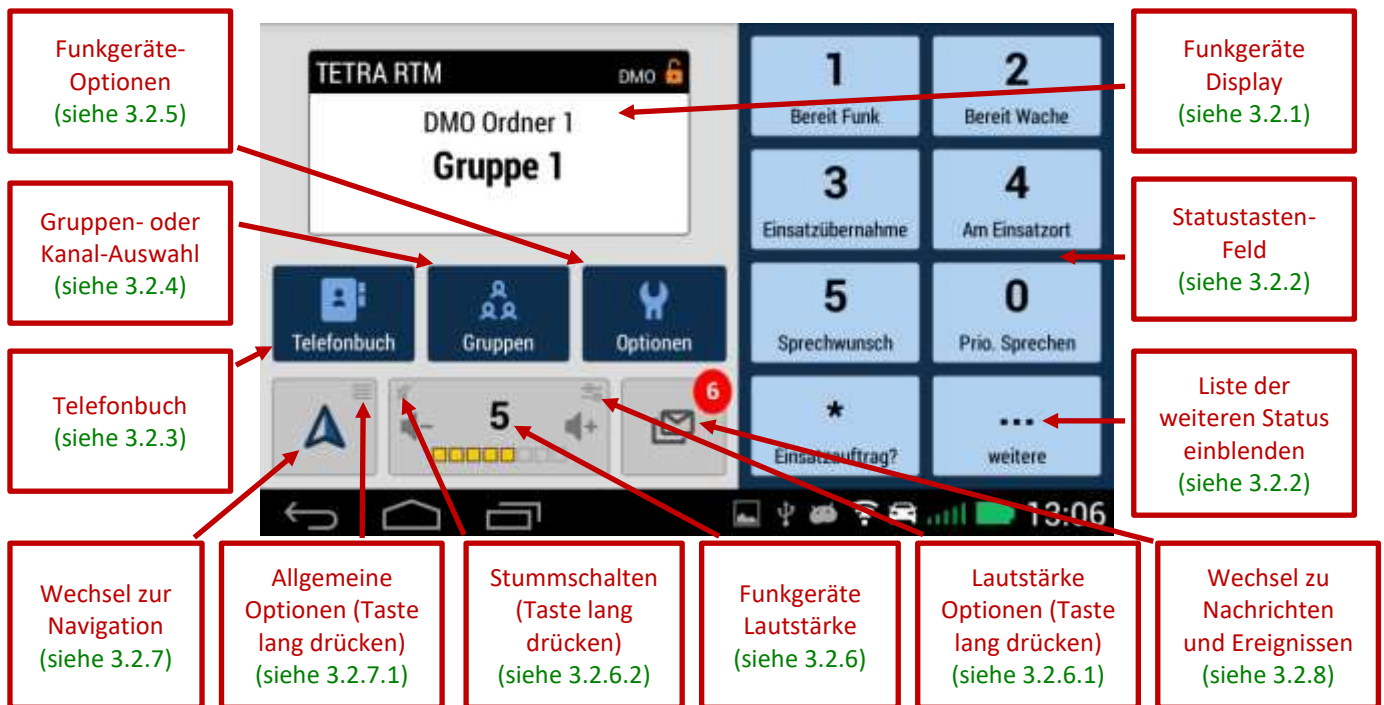 Funkgeräte-
Optionen
(siehe 3.2.5)
Gruppen- oder
Kanal-Auswahl
(siehe 3.2.4)
Telefonbuch
(siehe 3.2.3)
TETRA RTM DMO
DMO Ordner 1
Gruppe 1
Telefonbuch Gruppen Optionen
5 6
1 2
Bereit Funk Bereit Wache
3 4
Einsatzübernahme Am Einsatzort
5 0
Sprechwunsch Prio. Sprechen
* ...
Einsatzauftrag? weitere
13:06
Funkgeräte
Display
(siehe 3.2.1)
Statustasten-
Feld
(siehe 3.2.2)
Liste der
weiteren Status
einblenden
(siehe 3.2.2)
Wechsel zur
Navigation
(siehe 3.2.7)
Allgemeine
Optionen (Taste
lang drücken)
(siehe 3.2.7.1)
Stummschalten
(Taste lang
drücken)
(siehe 3.2.6.2)
Funkgeräte
Lautstärke
(siehe 3.2.6)
Lautstärke
Optionen (Taste
lang drücken)
(siehe 3.2.6.1)
Wechsel zu
Nachrichten
und Ereignissen
(siehe 3.2.8)